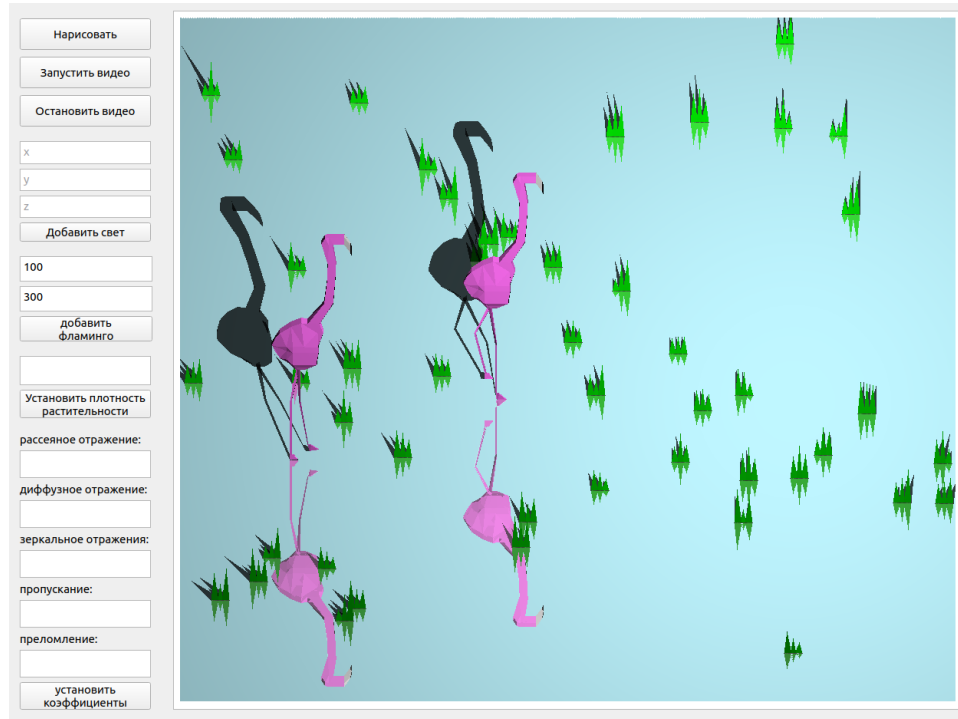 Нарисовать
Запустить видео
Остановить видео
x
y
z
Добавить свет
100
300
добавить
фламинго
Установить плотность
растительности
рассеяное отражение:
диффузное отражение:
зеркальное отражения:
пропускание:
преломление:
установить
коэффициенты